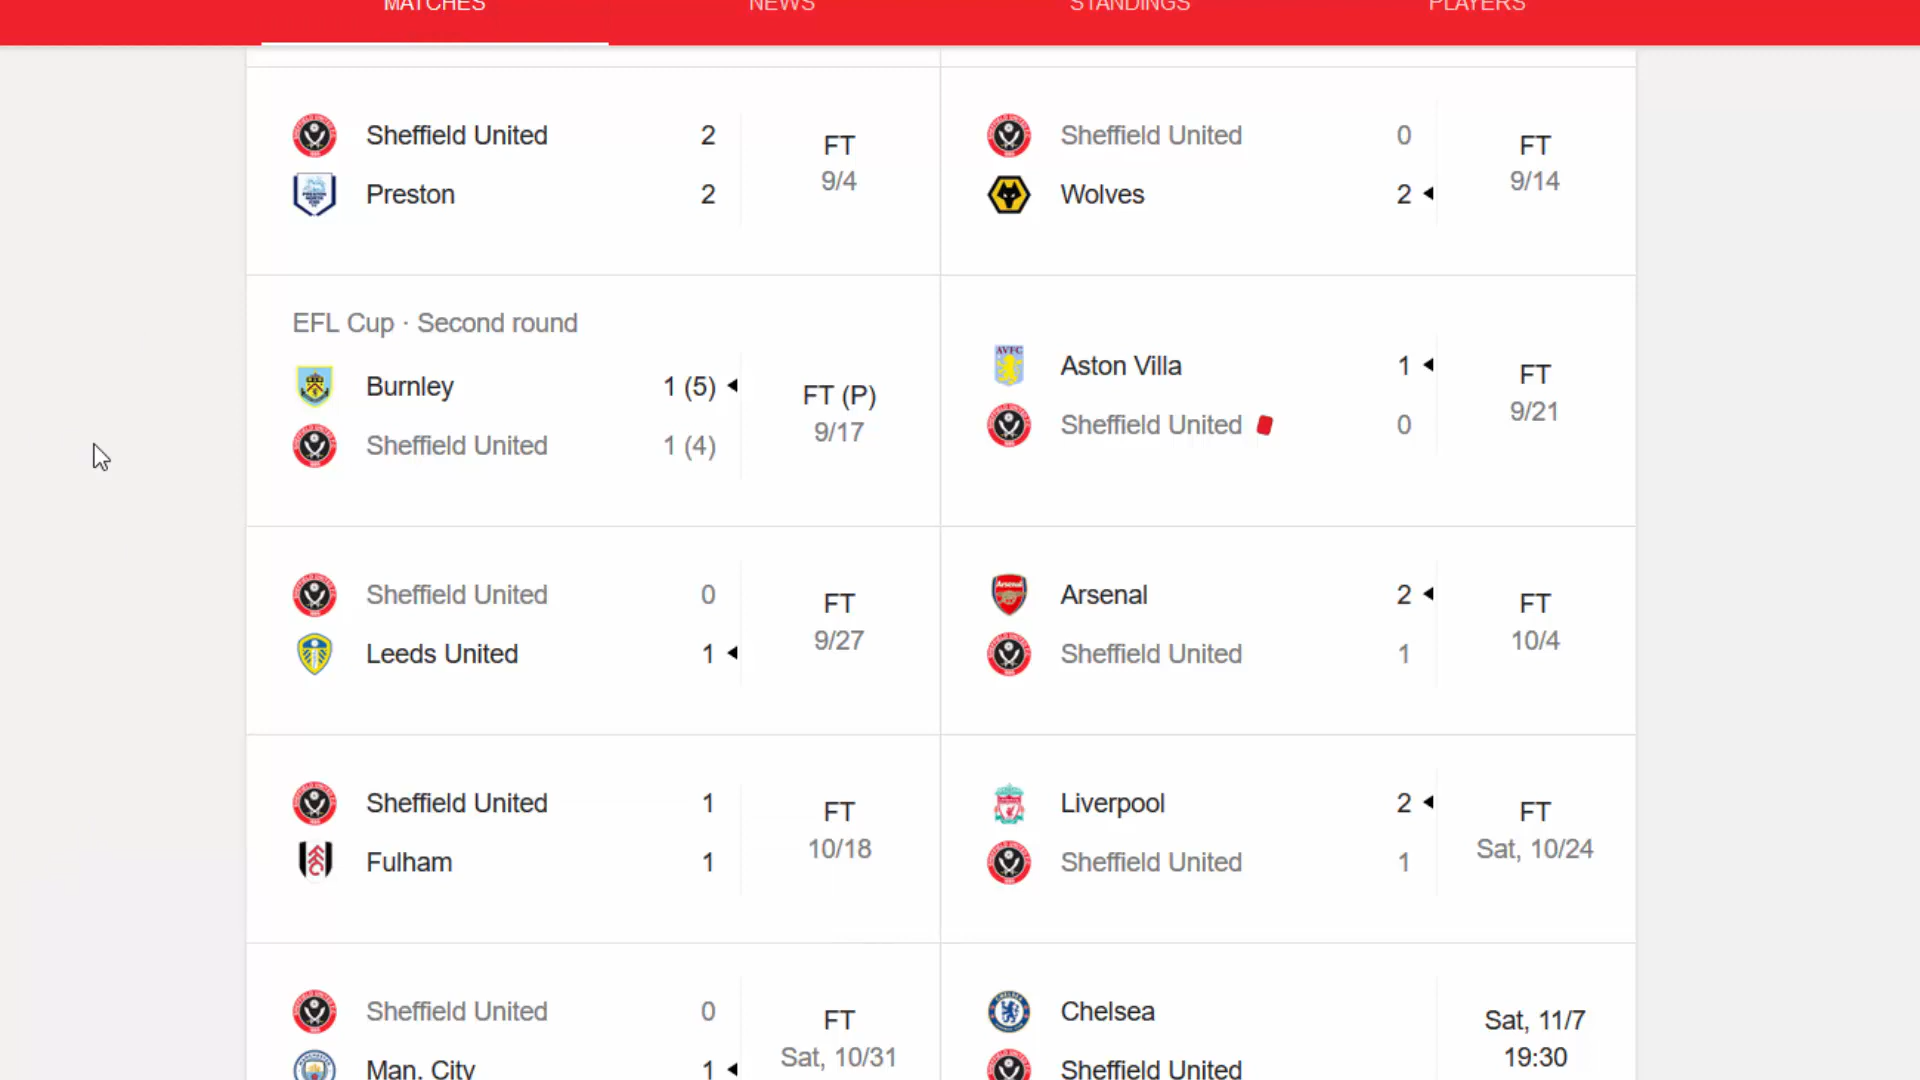 MATCHES
NEWS
STANDINGS
PLAYERS
Sheffield United 2
Preston 2
FT
9/4
Sheffield United 0
Wolves 2
FT
9/14
EFL Cup · Second round
Burnley 1 (5)
Sheffield United 1 (4)
FT (P)
9/17
Aston Villa 1
Sheffield United 0
FT
9/21
Sheffield United 0
Leeds United 1
FT
9/27
Arsenal 2
Sheffield United 1
FT
10/4
Sheffield United 1
Fulham 1
FT
10/18
Liverpool 2
Sheffield United 1
FT
Sat, 10/24
Sheffield United 0
Man. City 1
FT
Sat, 10/31
Chelsea
Sheffield United
Sat, 11/7
19:30